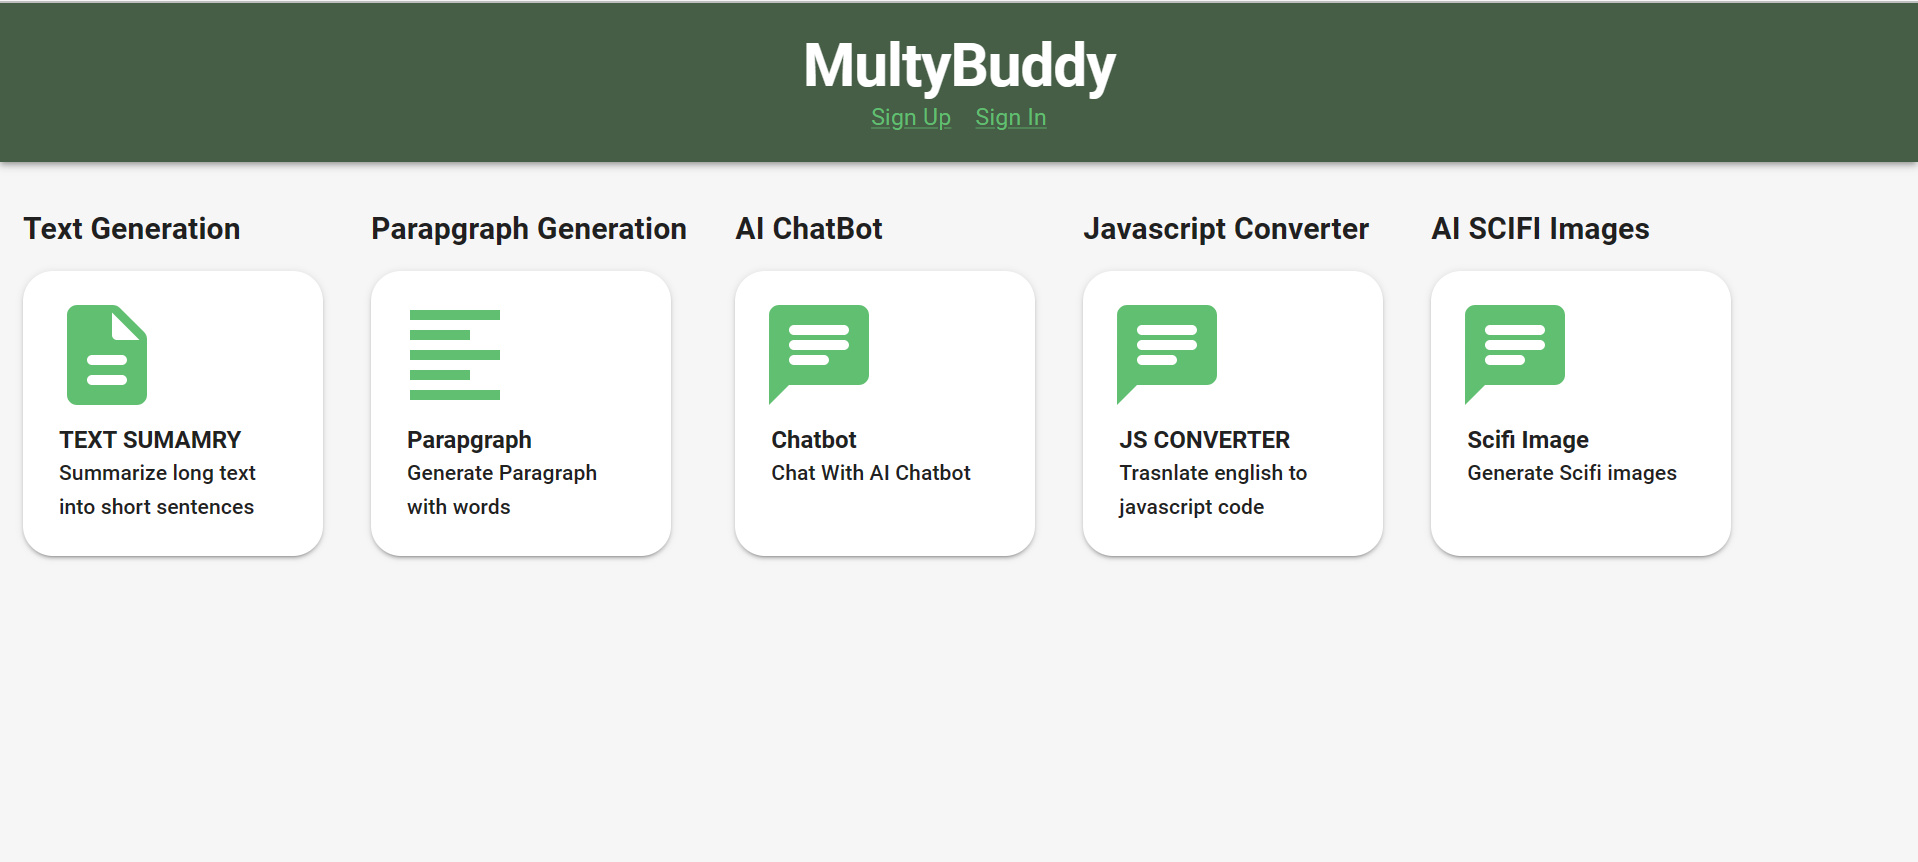 MultyBuddy
Sign Up Sign In
Text Generation
TEXT SUMAMRY
Summarize long text
into short sentences
Parapgraph Generation
Parapgraph
Generate Paragraph
with words
AI ChatBot
Chatbot
Chat With AI Chatbot
Javascript Converter
JS CONVERTER
Trasnlate english to
javascript code
AI SCIFI Images
Scifi Image
Generate Scifi images